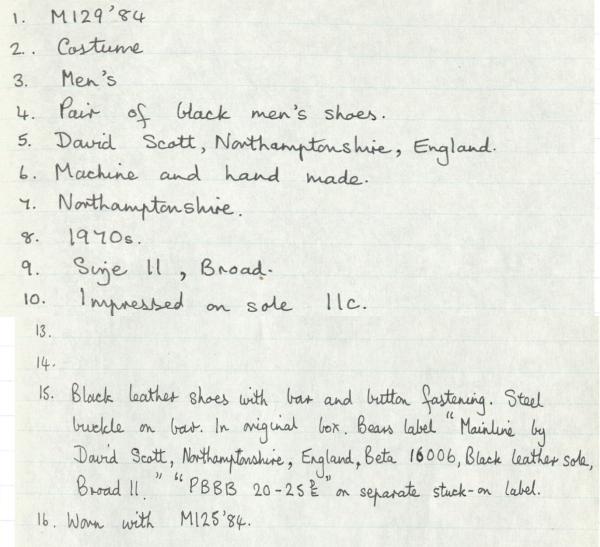 1. M129'84
2. Costume
3. Men's
4. Pair of black men's shoes.
5. David Scott, Northamptonshire, England.
6. Machine and hand made.
7. Northamptonshire.
8. 1970s.
9. Size 11, Broad.
10. Impressed on sole 11c.
13.
14.
15. Black leather shoes with bar and button fastening. Steel
buckle on bar. In original box. Bears label "Mainline by
David Scott, Northamptonshire, England, Beta 16006, Black leather sole,
Broad 11." "PBBB 20-25 " on separate stuck-on label.
16. Worn with M125'84.